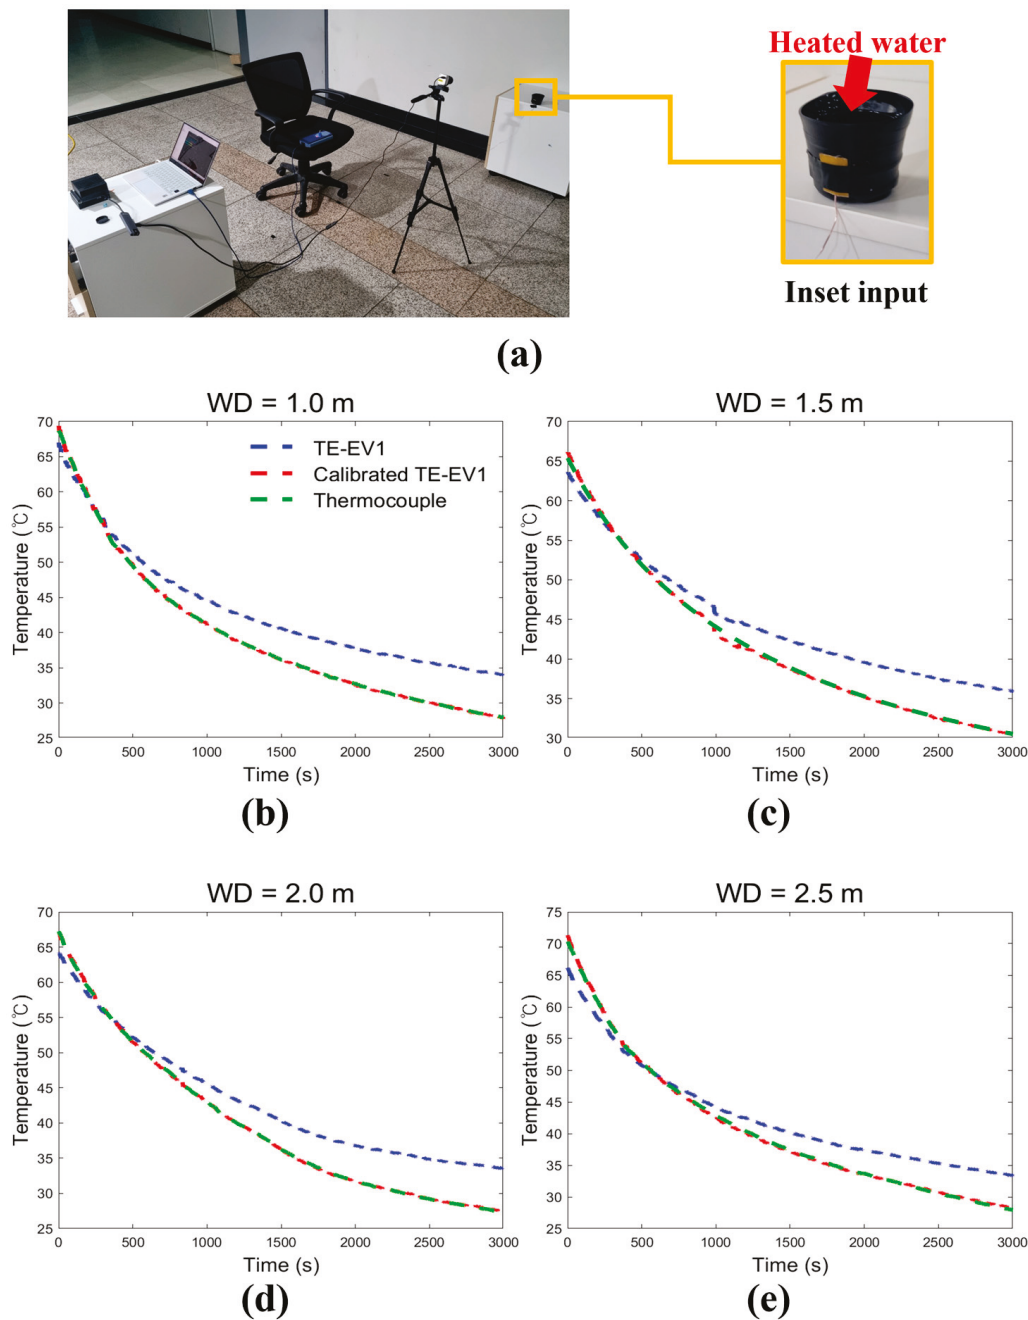 Heated water
Inset input
(a)
WD = 1.0 m
70
65
60
55
50
45
40
35
30
25
Temperature (℃)
TE-EV1
Calibrated TE-EV1
Thermocouple
0 500 1000 1500 2000 2500 3000
Time (s)
(b)
WD = 1.5 m
70
65
60
55
50
45
40
35
30
Temperature (℃)
0 500 1000 1500 2000 2500 3000
Time (s)
(c)
WD = 2.0 m
70
65
60
55
50
45
40
35
30
25
Temperature (℃)
0 500 1000 1500 2000 2500 3000
Time (s)
(d)
WD = 2.5 m
75
70
65
60
55
50
45
40
35
30
25
Temperature (℃)
0 500 1000 1500 2000 2500 3000
Time (s)
(e)